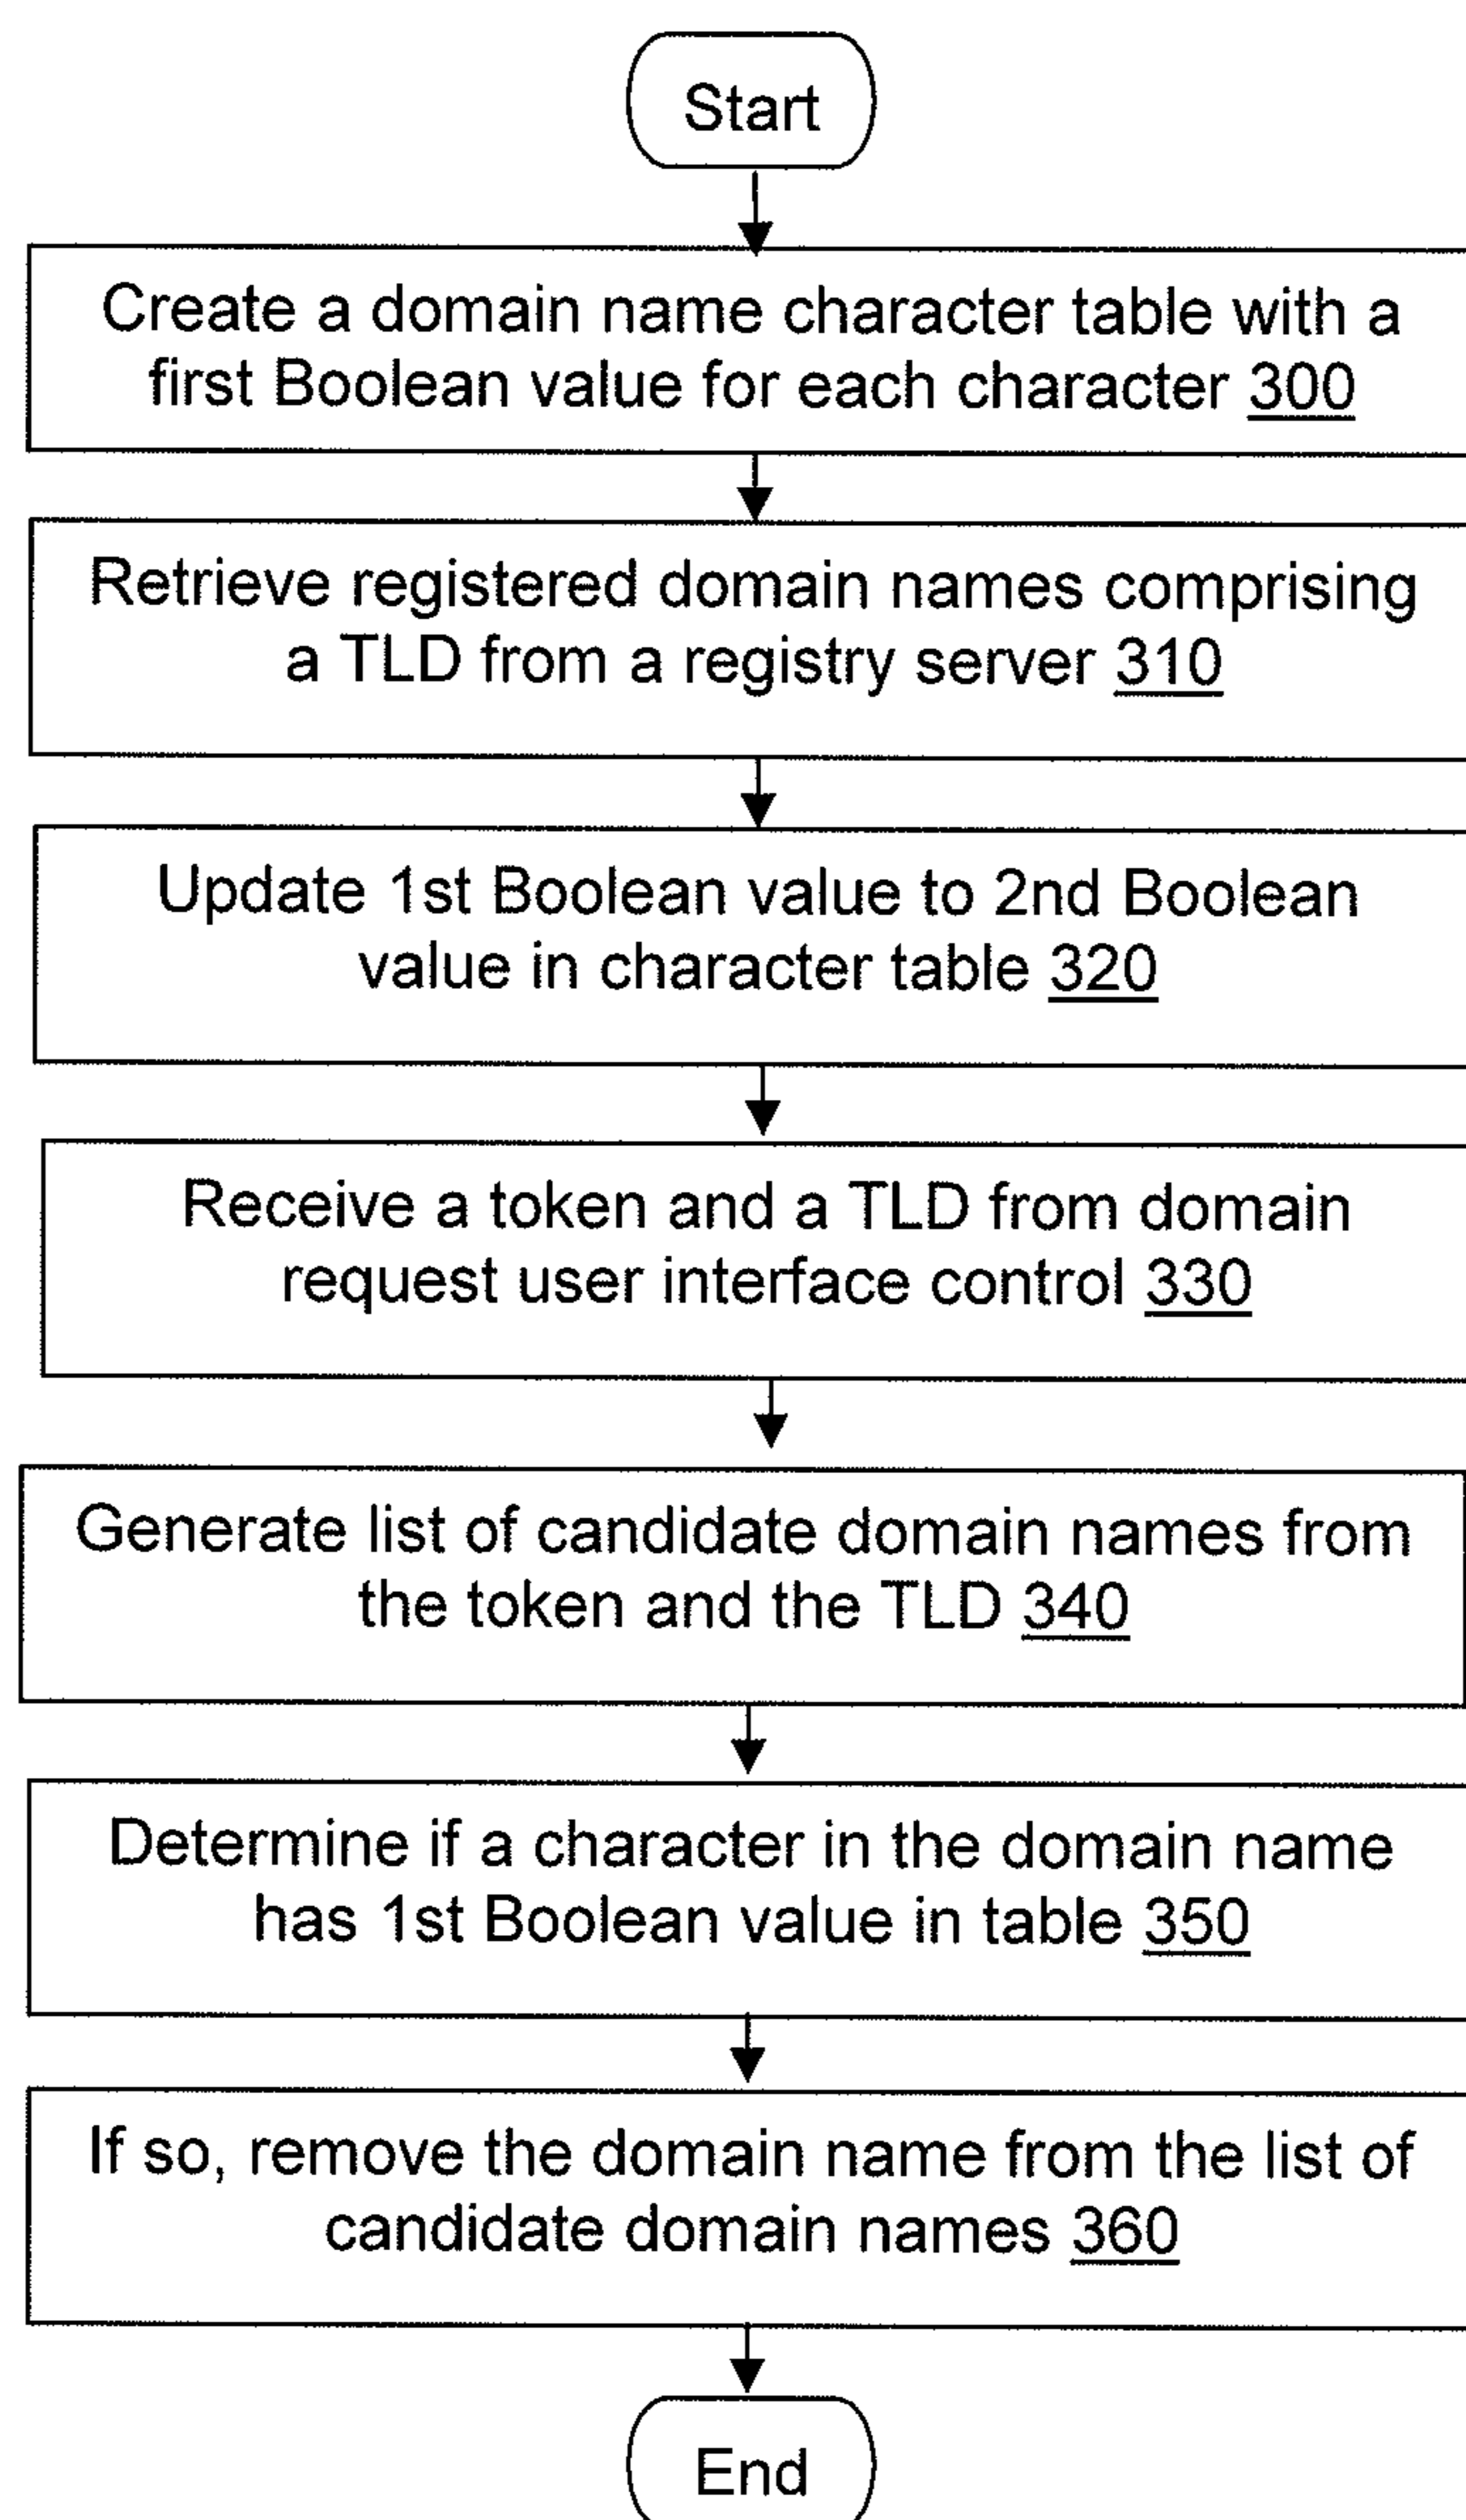 Start
Create a domain name character table with a
first Boolean value for each character 300
Retrieve registered domain names comprising
a TLD from a registry server 310
Update 1st Boolean value to 2nd Boolean
value in character table 320
Receive a token and a TLD from domain
request user interface control 330
Generate list of candidate domain names from
the token and the TLD 340
Determine if a character in the domain name
has 1st Boolean value in table 350
If so, remove the domain name from the list of
candidate domain names 360
End